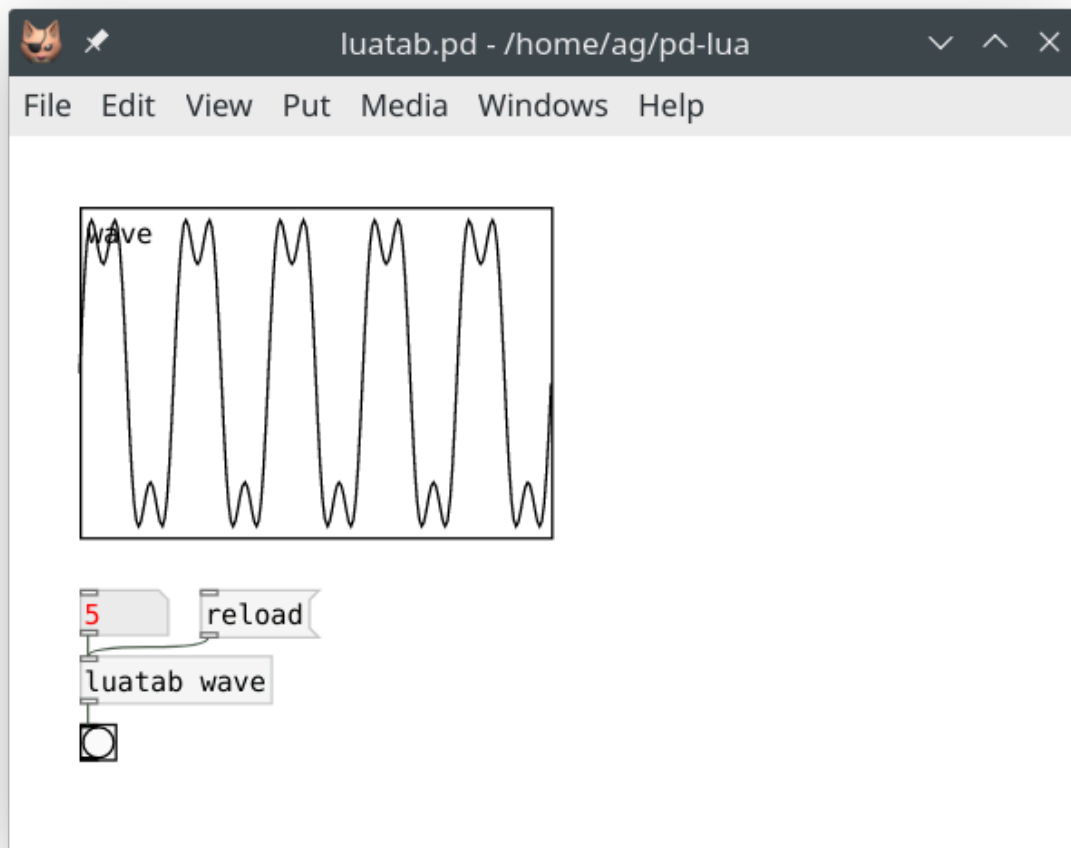 luatab.pd - /home/ag/pd-lua
File Edit View Put Media Windows Help
wave
5 reload
luatab wave